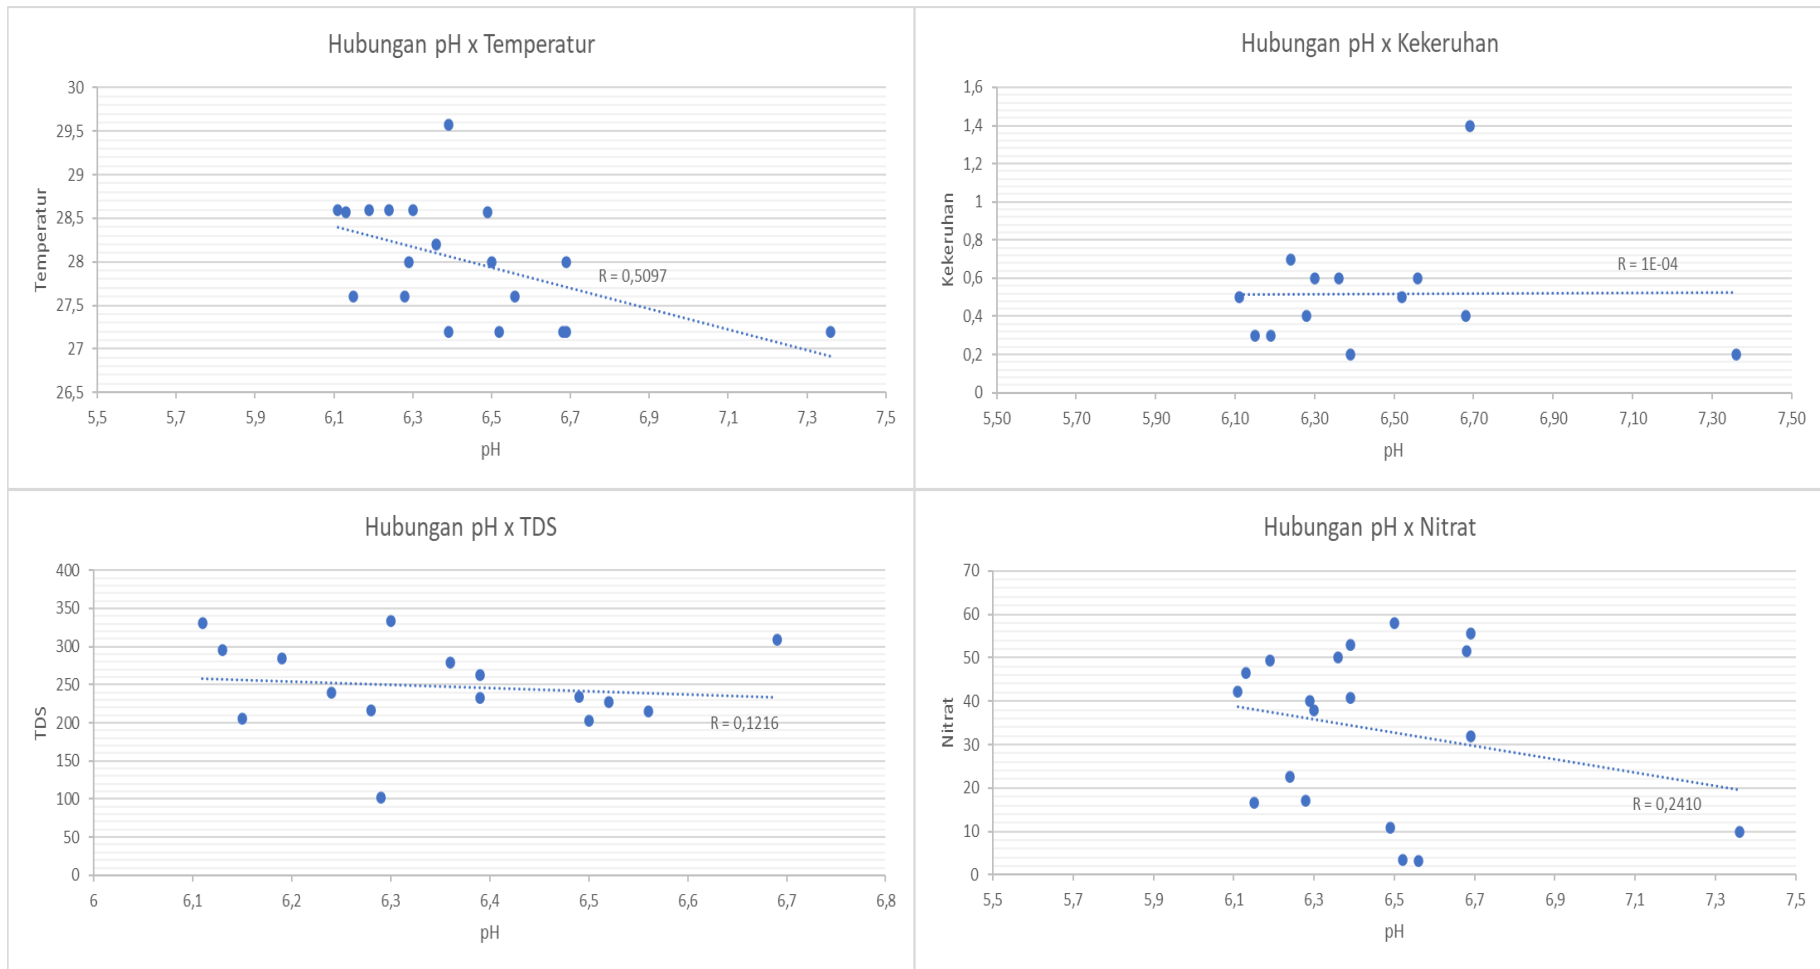 Hubungan pH x Temperatur
30
29,5
29
28,5
28
27,5
27
26,5
Temperatur
R = 0,5097
5,5 5,7 5,9 6,1 6,3 6,5 6,7 6,9 7,1 7,3 7,5
pH
Hubungan pH x Kekeruhan
1,6
1,4
1,2
1
0,8
0,6
0,4
0,2
0
Kekeruhan
R = 1E-04
5,50 5,70 5,90 6,10 6,30 6,50 6,70 6,90 7,10 7,30 7,50
pH
Hubungan pH x TDS
400
350
300
250
200
150
100
50
0
TDS
R = 0,1216
6 6,1 6,2 6,3 6,4 6,5 6,6 6,7 6,8
pH
Hubungan pH x Nitrat
70
60
50
40
30
20
10
0
Nitrat
R = 0,2410
5,5 5,7 5,9 6,1 6,3 6,5 6,7 6,9 7,1 7,3 7,5
pH